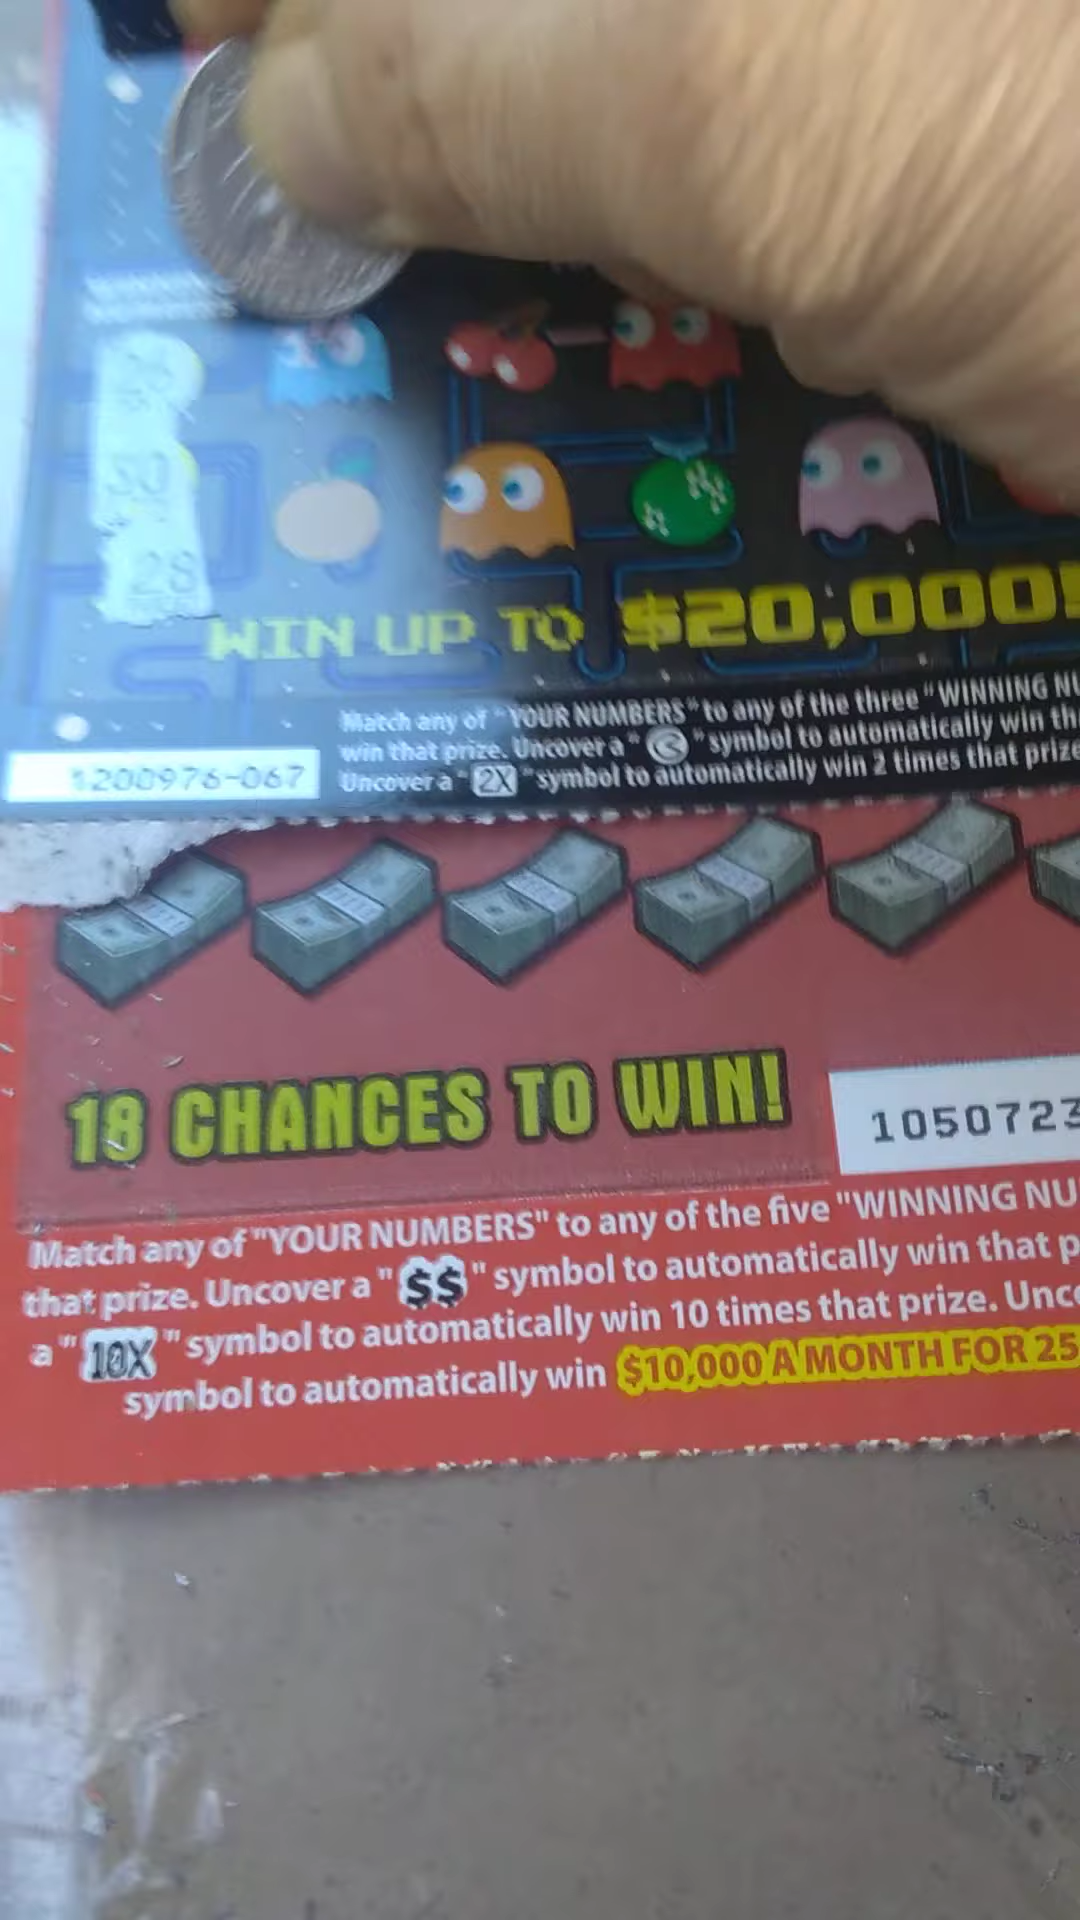 30
28
WIN UP TO $20,000!
Match any of "YOUR NUMBERS" to any of the three "WINNING NU
win that prize. Uncover a " " symbol to automatically win th
Uncover a "2X" symbol to automatically win 2 times that prize
200976-067
18 CHANCES TO WIN!
1050723
Match any of "YOUR NUMBERS" to any of the five "WINNING NU
that prize. Uncover a "$$" symbol to automatically win that p
a "10X" symbol to automatically win 10 times that prize. Unc
symbol to automatically win $10,000 A MONTH FOR 25